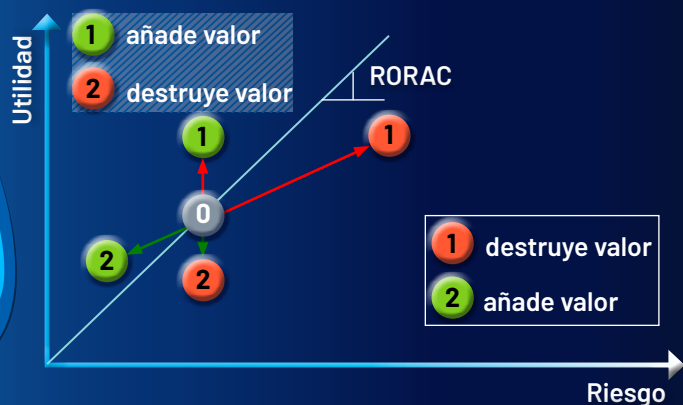 Utilidad
1 añade valor
2 destruye valor
RORAC
1
1
0
2
2
1 destruye valor
2 añade valor
Riesgo